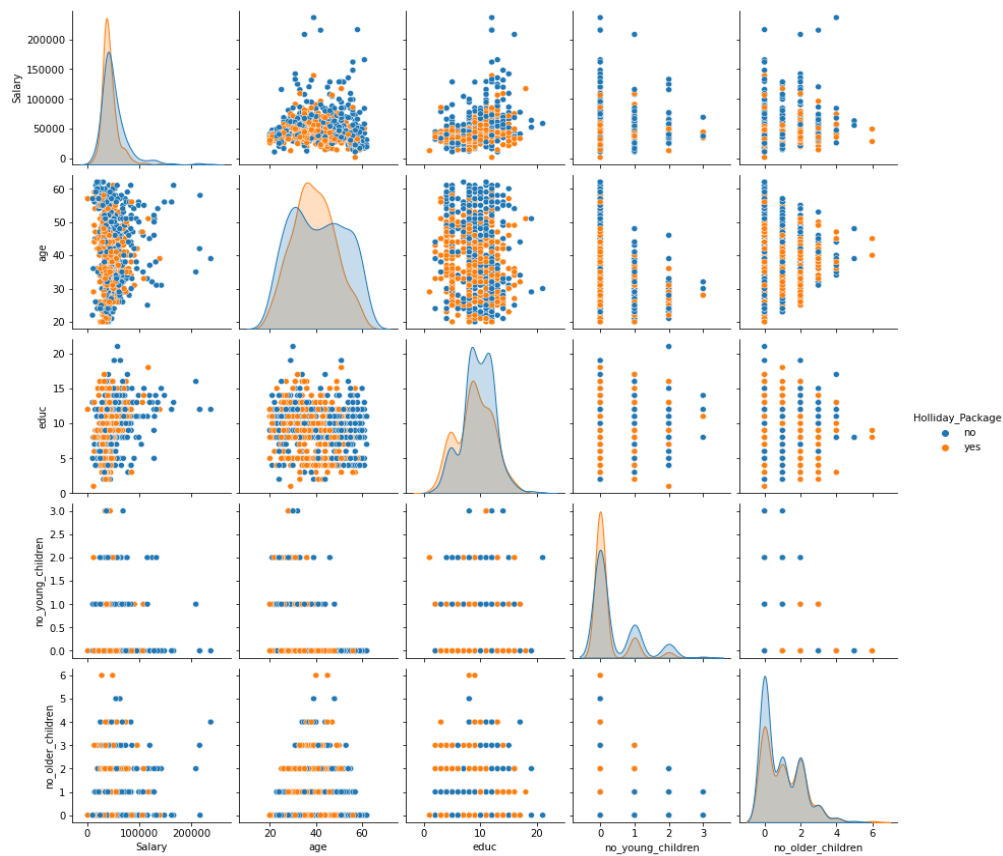 200000
150000
100000
50000
0
Salary
60
50
40
30
20
age
20
15
10
5
0
educ
3.0
2.5
2.0
1.5
1.0
0.5
0.0
no_young_children
6
5
4
3
2
1
0
no_older_children
0 100000 200000
Salary
20 40 60
age
0 10 20
educ
0 1 2 3
no_young_children
0 2 4 6
no_older_children
Holliday_Package
no
yes